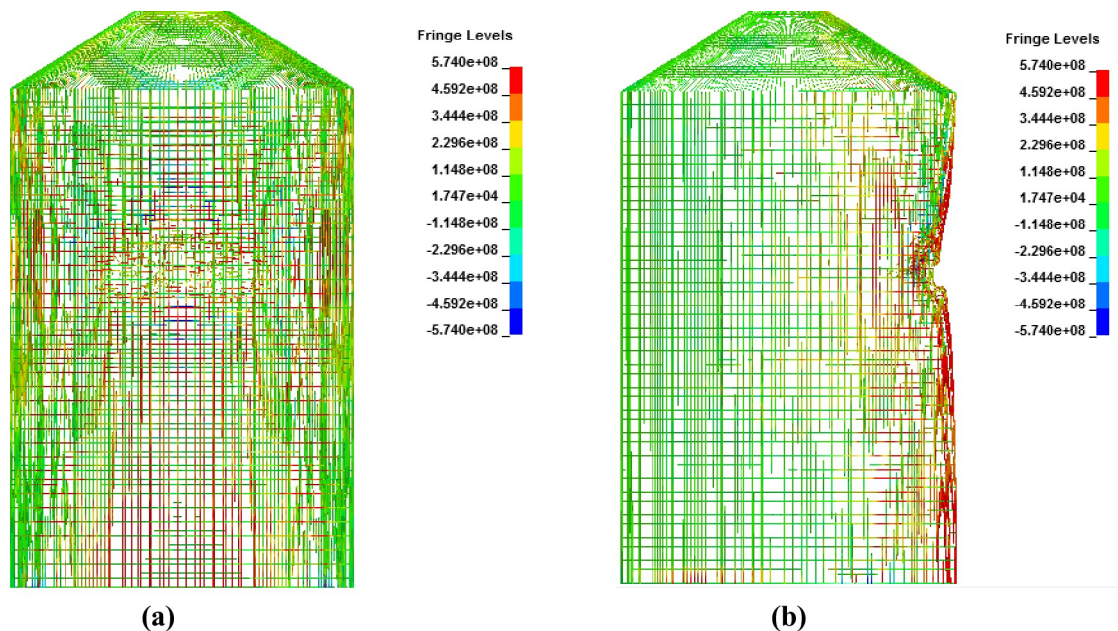 Fringe Levels
5.740e+08
4.592e+08
3.444e+08
2.296e+08
1.148e+08
1.747e+04
-1.148e+08
-2.296e+08
-3.444e+08
-4.592e+08
-5.740e+08
(a)
Fringe Levels
5.740e+08
4.592e+08
3.444e+08
2.296e+08
1.148e+08
1.747e+04
-1.148e+08
-2.296e+08
-3.444e+08
-4.592e+08
-5.740e+08
(b)